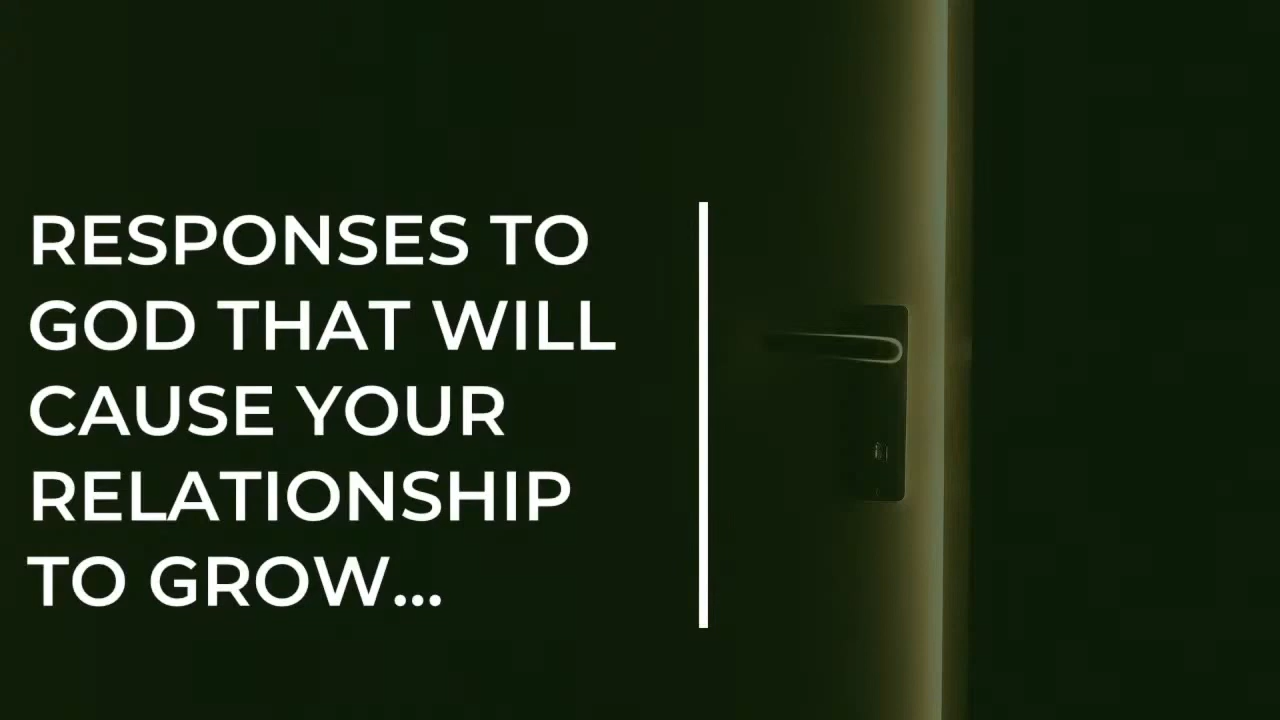 RESPONSES TO
GOD THAT WILL
CAUSE YOUR
RELATIONSHIP
TO GROW...